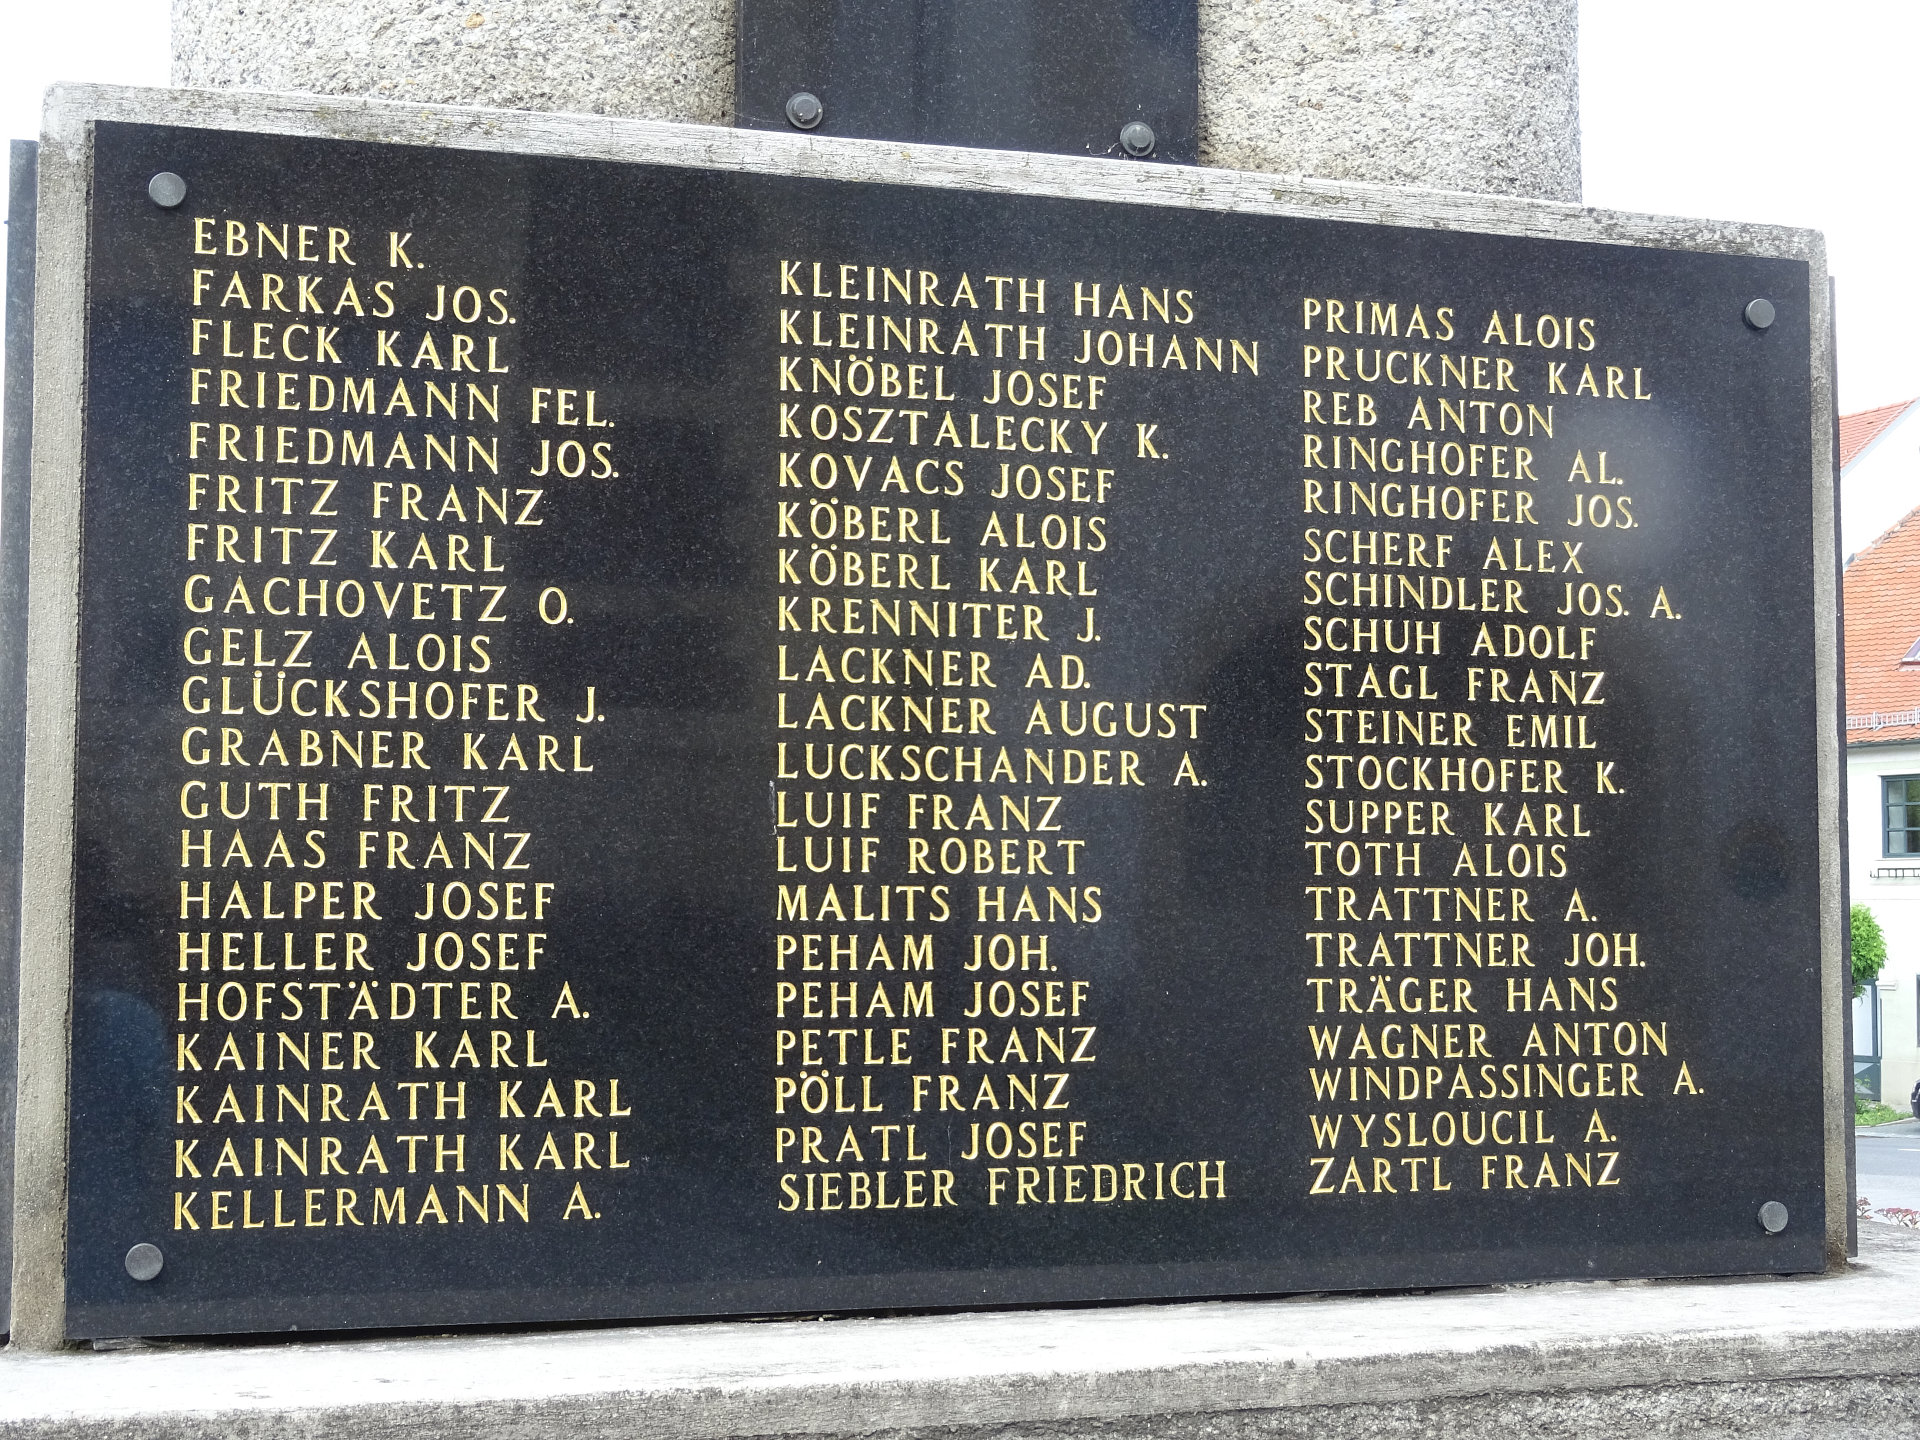 EBNER K.
FARKAS JOS.
FLECK KARL
FRIEDMANN FEL.
FRIEDMANN JOS.
FRITZ FRANZ
FRITZ KARL
GACHOVETZ O.
GELZ ALOIS
GLÜCKSHOFER J.
GRABNER KARL
GUTH FRITZ
HAAS FRANZ
HALPER JOSEF
HELLER JOSEF
HOFSTÄDTER A.
KAINER KARL
KAINRATH KARL
KAINRATH KARL
KELLERMANN A.
KLEINRATH HANS
KLEINRATH JOHANN
KNÖBEL JOSEF
KOSZTALECKY K.
KOVACS JOSEF
KÖBERL ALOIS
KÖBERL KARL
KRENNITER J.
LACKNER AD.
LACKNER AUGUST
LUCKSCHANDER A.
LUIF FRANZ
LUIF ROBERT
MALITS HANS
PEHAM JOH.
PEHAM JOSEF
PETLE FRANZ
PÖLL FRANZ
PRATL JOSEF
SIEBLER FRIEDRICH
PRIMAS ALOIS
PRUCKNER KARL
REB ANTON
RINGHOFER AL.
RINGHOFER JOS.
SCHERF ALEX
SCHINDLER JOS. A.
SCHUH ADOLF
STAGL FRANZ
STEINER EMIL
STOCKHOFER K.
SUPPER KARL
TOTH ALOIS
TRATTNER A.
TRATTNER JOH.
TRÄGER HANS
WAGNER ANTON
WINDPASSINGER A.
WYSLOUCIL A.
ZARTL FRANZ